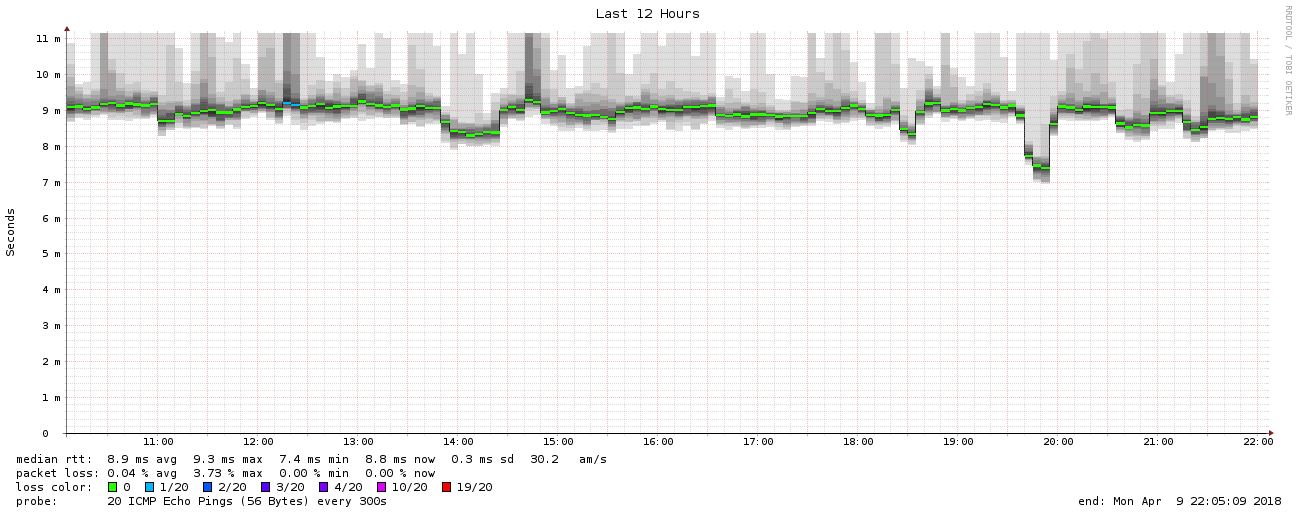 Last 12 Hours
RRDTOOL / TOBI OETIKER
Seconds
11 m
10 m
9 m
8 m
7 m
6 m
5 m
4 m
3 m
2 m
1 m
0
11:00 12:00 13:00 14:00 15:00 16:00 17:00 18:00 19:00 20:00 21:00 22:00
median rtt: 8.9 ms avg 9.3 ms max 7.4 ms min 8.8 ms now 0.3 ms sd 30.2 am/s
packet loss: 0.04 % avg 3.73 % max 0.00 % min 0.00 % now
loss color: 0 1/20 2/20 3/20 4/20 10/20 19/20
probe: 20 ICMP Echo Pings (56 Bytes) every 300s end: Mon Apr 9 22:05:09 2018